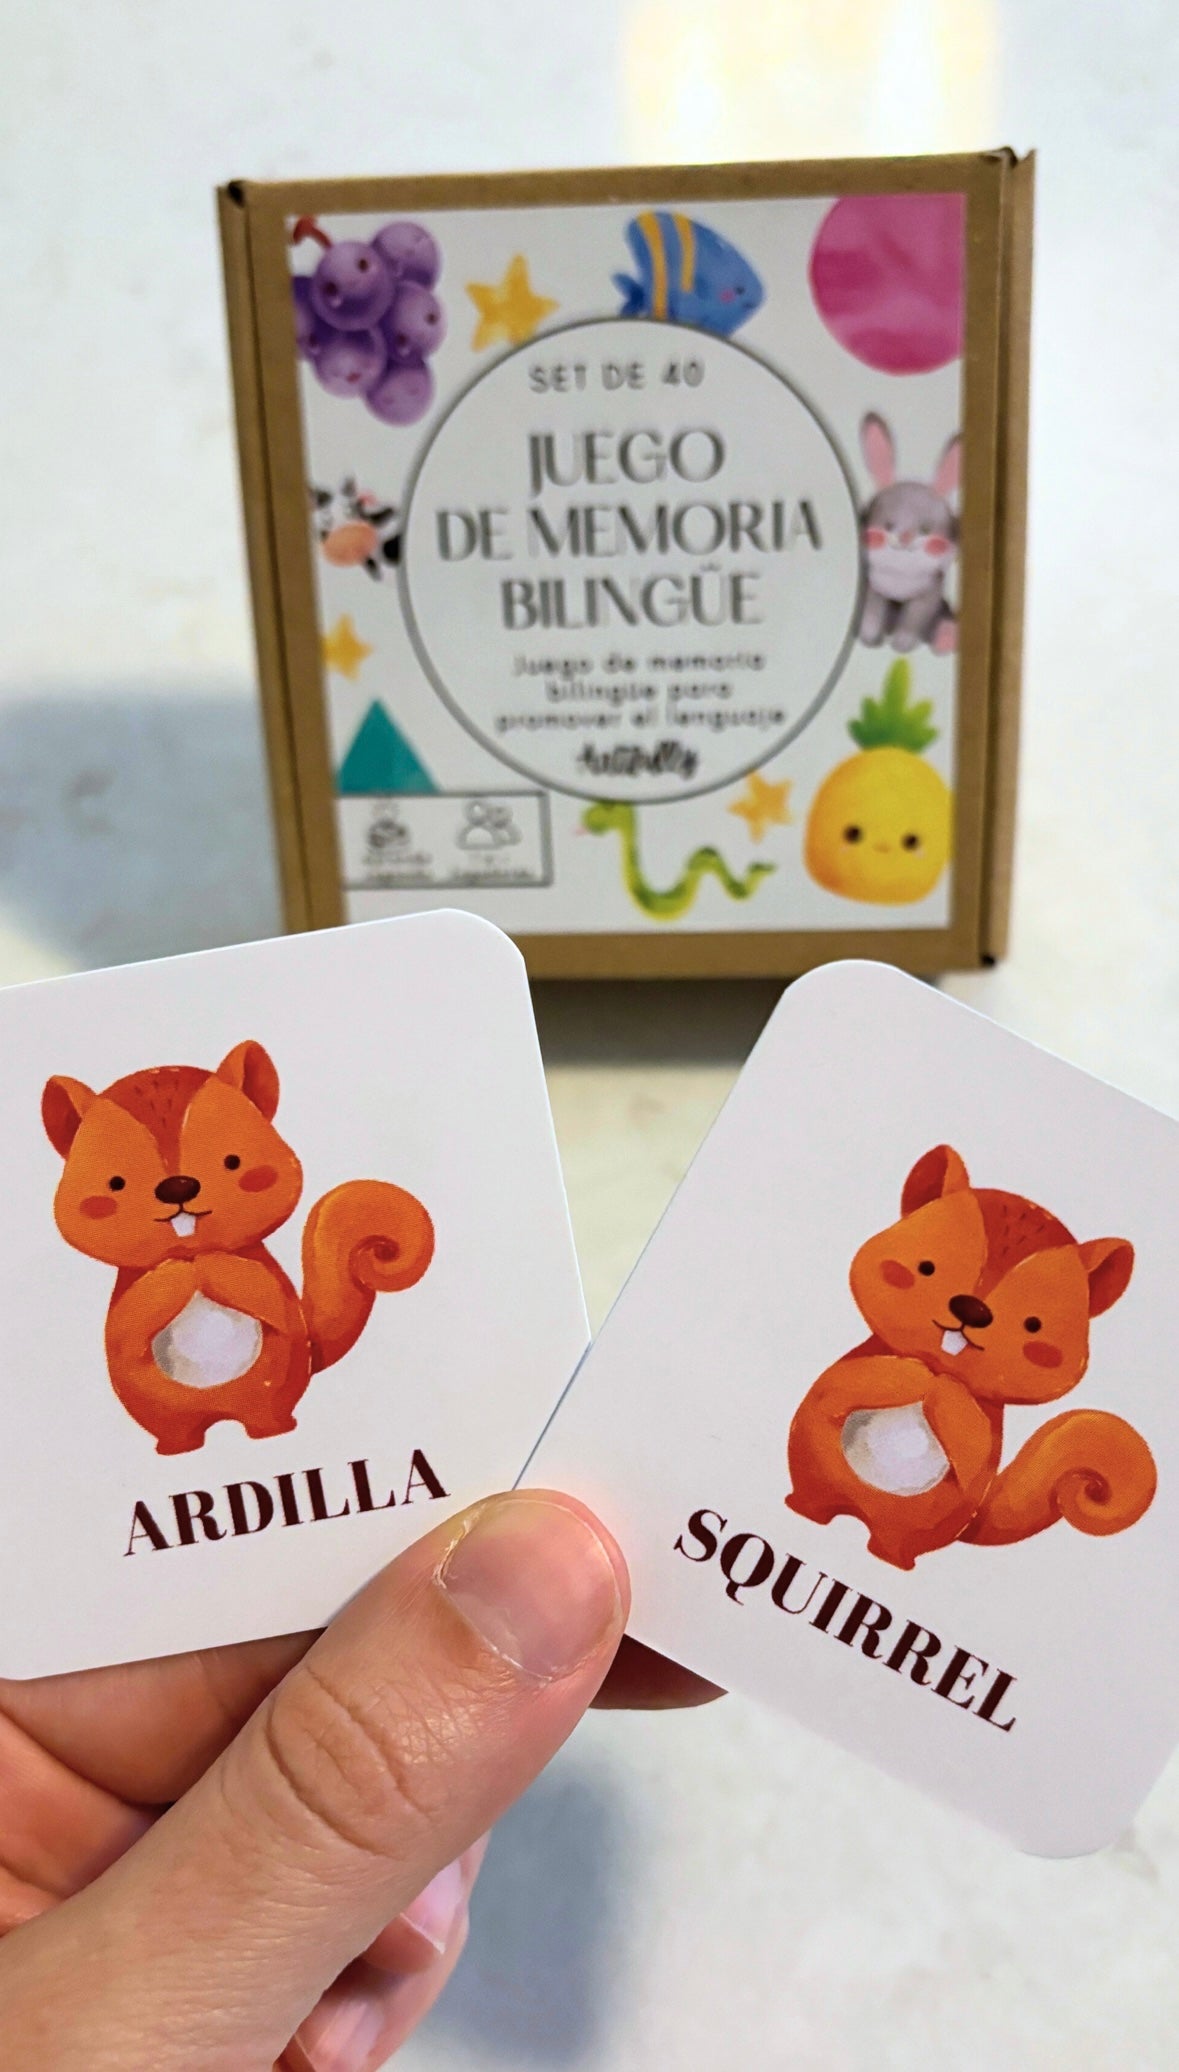 SET DE 40
JUEGO
DE MEMORIA
BILINGÜE
Juego de memoria
bilingüe para
promover el lenguaje
ARDILLA
SQUIRREL